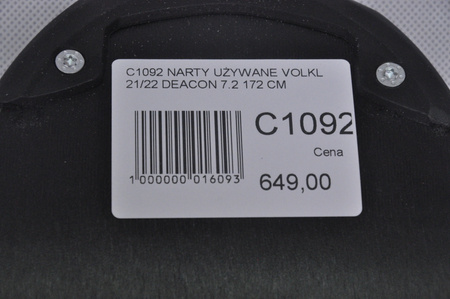 C1092 NARTY UŻYWANE VOLKL
21/22 DEACON 7.2 172 CM
C1092
Cena
1 000000 016093
649,00